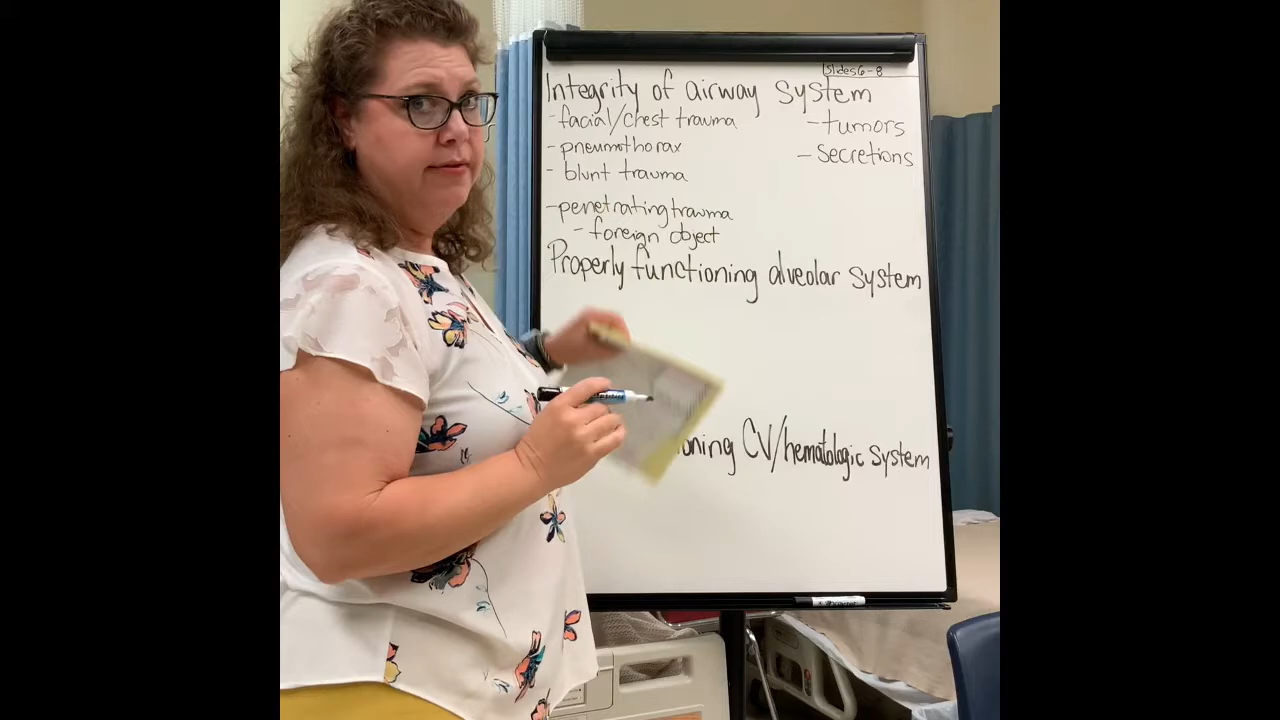 Slides 6-8
Integrity of airway system
- facial/chest trauma
- pneumothorax
- blunt trauma
- penetrating trauma
- foreign object
- tumors
- Secretions
Properly functioning alveolar system
CV/hematologic system